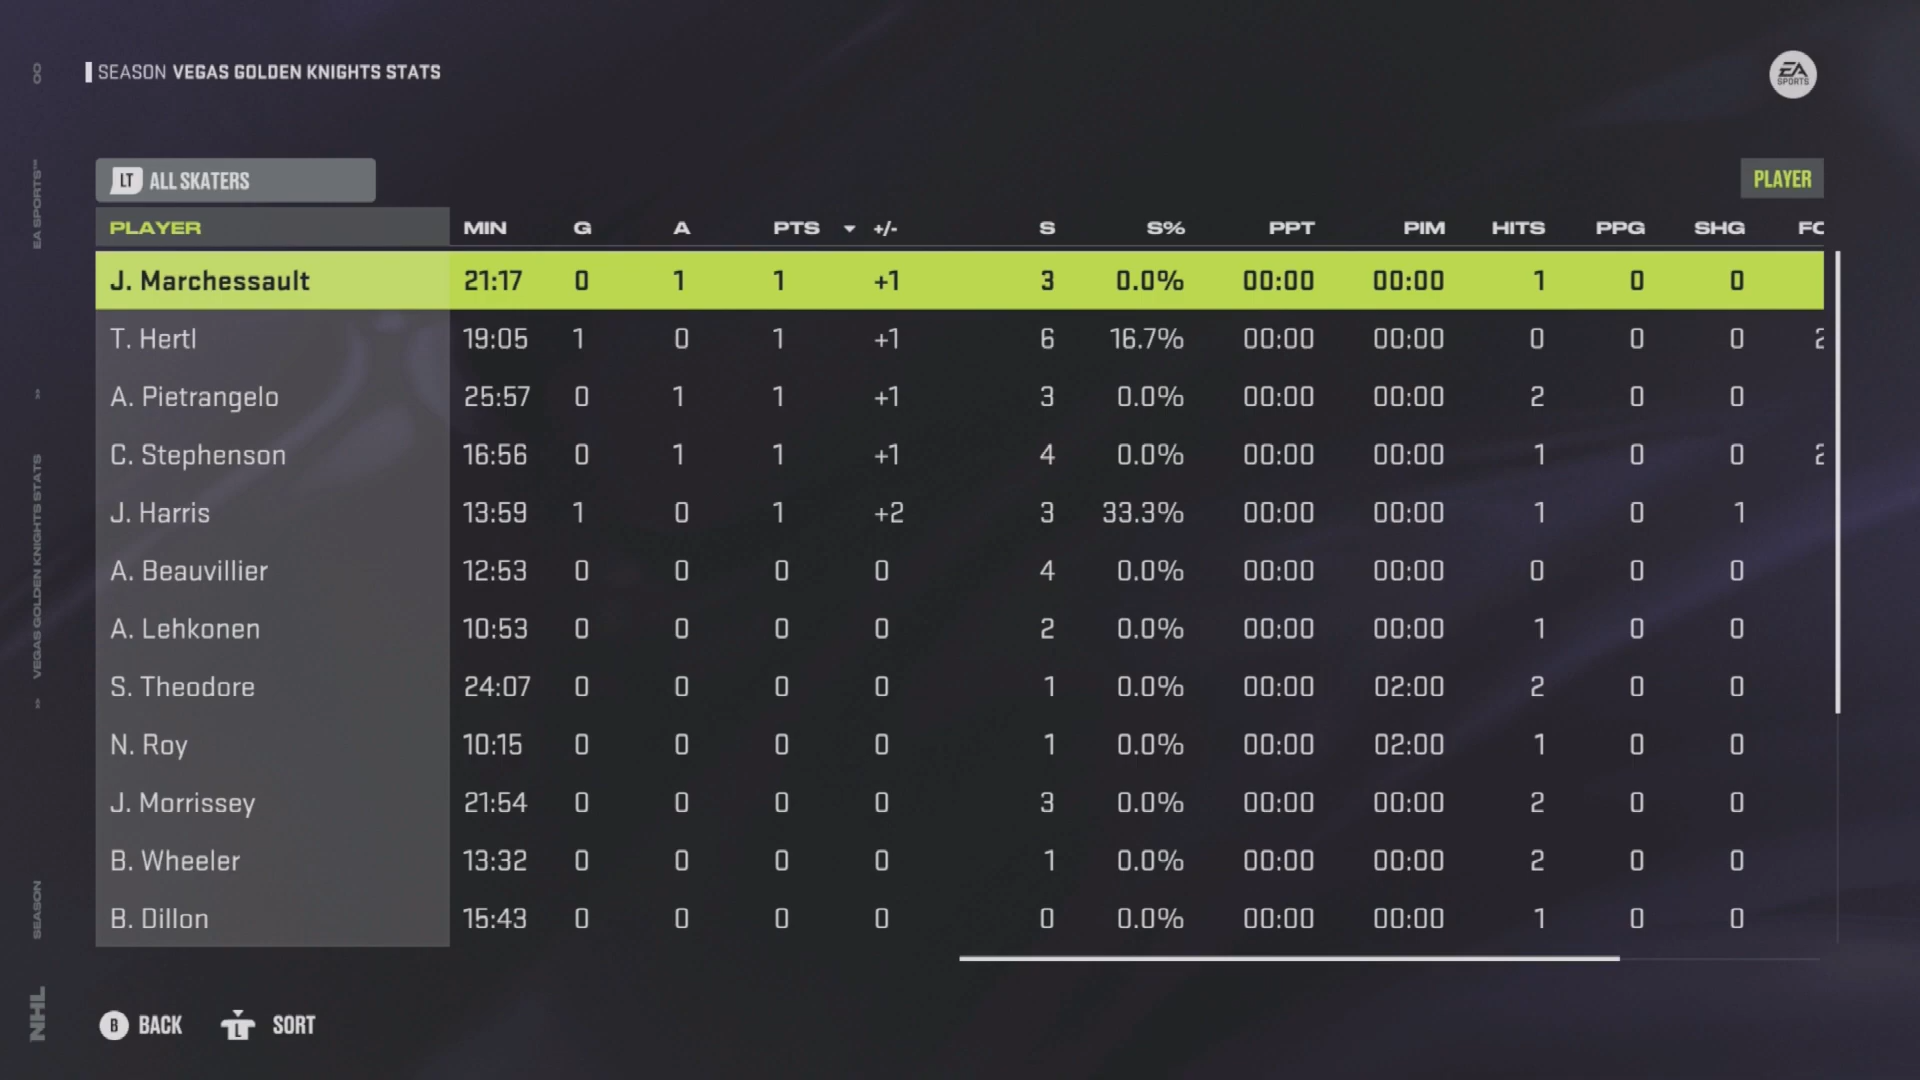 SEASON VEGAS GOLDEN KNIGHTS STATS
EA SPORTS
EA SPORTS™
VEGAS GOLDEN KNIGHTS STATS
SEASON
NHL
LT ALL SKATERS
PLAYER
PLAYER MIN G A PTS +/- S S% PPT PIM HITS PPG SHG
J. Marchessault 21:17 0 1 1 +1 3 0.0% 00:00 00:00 1 0 0
T. Hertl 19:05 1 0 1 +1 6 16.7% 00:00 00:00 0 0 0
A. Pietrangelo 25:57 0 1 1 +1 3 0.0% 00:00 00:00 2 0 0
C. Stephenson 16:56 0 1 1 +1 4 0.0% 00:00 00:00 1 0 0
J. Harris 13:59 1 0 1 +2 3 33.3% 00:00 00:00 1 0 1
A. Beauvillier 12:53 0 0 0 0 4 0.0% 00:00 00:00 0 0 0
A. Lehkonen 10:53 0 0 0 0 2 0.0% 00:00 00:00 1 0 0
S. Theodore 24:07 0 0 0 0 1 0.0% 00:00 02:00 2 0 0
N. Roy 10:15 0 0 0 0 1 0.0% 00:00 02:00 1 0 0
J. Morrissey 21:54 0 0 0 0 3 0.0% 00:00 00:00 2 0 0
B. Wheeler 13:32 0 0 0 0 1 0.0% 00:00 00:00 2 0 0
B. Dillon 15:43 0 0 0 0 0 0.0% 00:00 00:00 1 0 0
B BACK L SORT